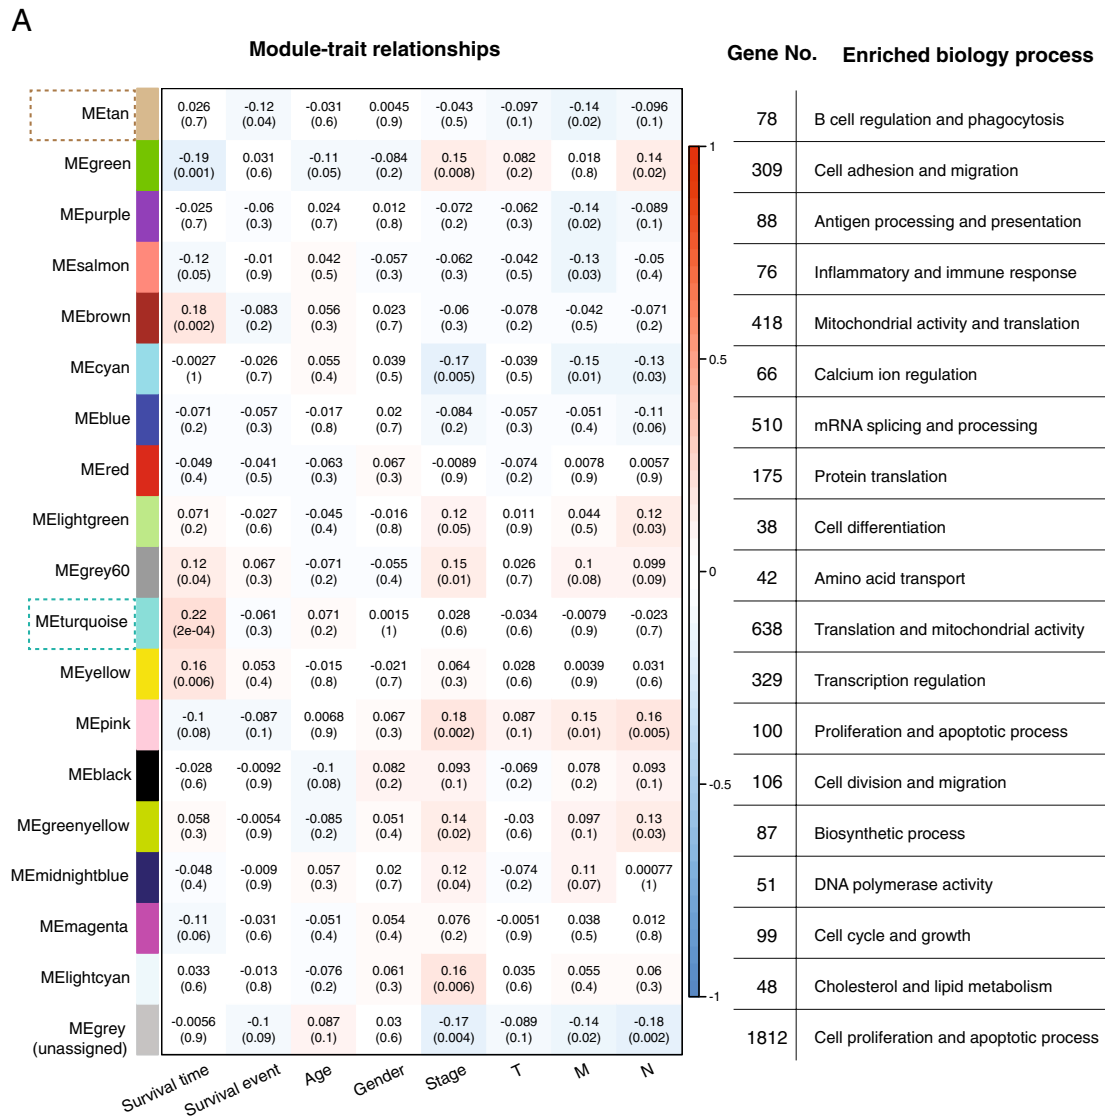 A
Module-trait relationships Gene No. Enriched biology process
MEtan 0.026 -0.12 -0.031 0.0045 -0.043 -0.097 -0.14 -0.096
(0.7) (0.04) (0.6) (0.9) (0.5) (0.1) (0.02) (0.1)
78 B cell regulation and phagocytosis
MEgreen -0.19 0.031 -0.11 -0.084 0.15 0.082 0.018 0.14
(0.001) (0.6) (0.05) (0.2) (0.008) (0.2) (0.8) (0.02)
309 Cell adhesion and migration
MEpurple -0.025 -0.06 0.024 0.012 -0.072 -0.062 -0.14 -0.089
(0.7) (0.3) (0.7) (0.8) (0.2) (0.3) (0.02) (0.1)
88 Antigen processing and presentation
MEsalmon -0.12 -0.01 0.042 -0.057 -0.062 -0.042 -0.13 -0.05
(0.05) (0.9) (0.5) (0.3) (0.3) (0.5) (0.03) (0.4)
76 Inflammatory and immune response
MEbrown 0.18 -0.083 0.056 0.023 -0.06 -0.078 -0.042 -0.071
(0.002) (0.2) (0.3) (0.7) (0.3) (0.2) (0.5) (0.2)
418 Mitochondrial activity and translation
MEcyan -0.0027 -0.026 0.055 0.039 -0.17 -0.039 -0.15 -0.13
(1) (0.7) (0.4) (0.5) (0.005) (0.5) (0.01) (0.03)
66 Calcium ion regulation
MEblue -0.071 -0.057 -0.017 0.02 -0.084 -0.057 -0.051 -0.11
(0.2) (0.3) (0.8) (0.7) (0.2) (0.3) (0.4) (0.06)
510 mRNA splicing and processing
MEred -0.049 -0.041 -0.063 0.067 -0.0089 -0.074 0.0078 0.0057
(0.4) (0.5) (0.3) (0.3) (0.9) (0.2) (0.9) (0.9)
175 Protein translation
MElightgreen 0.071 -0.027 -0.045 -0.016 0.12 0.011 0.044 0.12
(0.2) (0.6) (0.4) (0.8) (0.05) (0.9) (0.5) (0.03)
38 Cell differentiation
MEgrey60 0.12 0.067 -0.071 -0.055 0.15 0.026 0.1 0.099
(0.04) (0.3) (0.2) (0.4) (0.01) (0.7) (0.08) (0.09)
42 Amino acid transport
MEturquoise 0.22 -0.061 0.071 0.0015 0.028 -0.034 -0.0079 -0.023
(2e-04) (0.3) (0.2) (1) (0.6) (0.6) (0.9) (0.7)
638 Translation and mitochondrial activity
MEyellow 0.16 0.053 -0.015 -0.021 0.064 0.028 0.0039 0.031
(0.006) (0.4) (0.8) (0.7) (0.3) (0.6) (0.9) (0.6)
329 Transcription regulation
MEpink -0.1 -0.087 0.0068 0.067 0.18 0.087 0.15 0.16
(0.08) (0.1) (0.9) (0.3) (0.002) (0.1) (0.01) (0.005)
100 Proliferation and apoptotic process
MEblack -0.028 -0.0092 -0.1 0.082 0.093 -0.069 0.078 0.093
(0.6) (0.9) (0.08) (0.2) (0.1) (0.2) (0.2) (0.1)
106 Cell division and migration
MEgreenyellow 0.058 -0.0054 -0.085 0.051 0.14 -0.03 0.097 0.13
(0.3) (0.9) (0.2) (0.4) (0.02) (0.6) (0.1) (0.03)
87 Biosynthetic process
MEmidnightblue -0.048 -0.009 0.057 0.02 0.12 -0.074 0.11 0.00077
(0.4) (0.9) (0.3) (0.7) (0.04) (0.2) (0.07) (1)
51 DNA polymerase activity
MEmagenta -0.11 -0.031 -0.051 0.054 0.076 -0.0051 0.038 0.012
(0.06) (0.6) (0.4) (0.4) (0.2) (0.9) (0.5) (0.8)
99 Cell cycle and growth
MElightcyan 0.033 -0.013 -0.076 0.061 0.16 0.035 0.055 0.06
(0.6) (0.8) (0.2) (0.3) (0.006) (0.6) (0.4) (0.3)
48 Cholesterol and lipid metabolism
MEgrey -0.0056 -0.1 0.087 0.03 -0.17 -0.089 -0.14 -0.18
(unassigned) (0.9) (0.09) (0.1) (0.6) (0.004) (0.1) (0.02) (0.002)
1812 Cell proliferation and apoptotic process
1
0.5
0
-0.5
-1
Survival time Survival event Age Gender Stage T M N